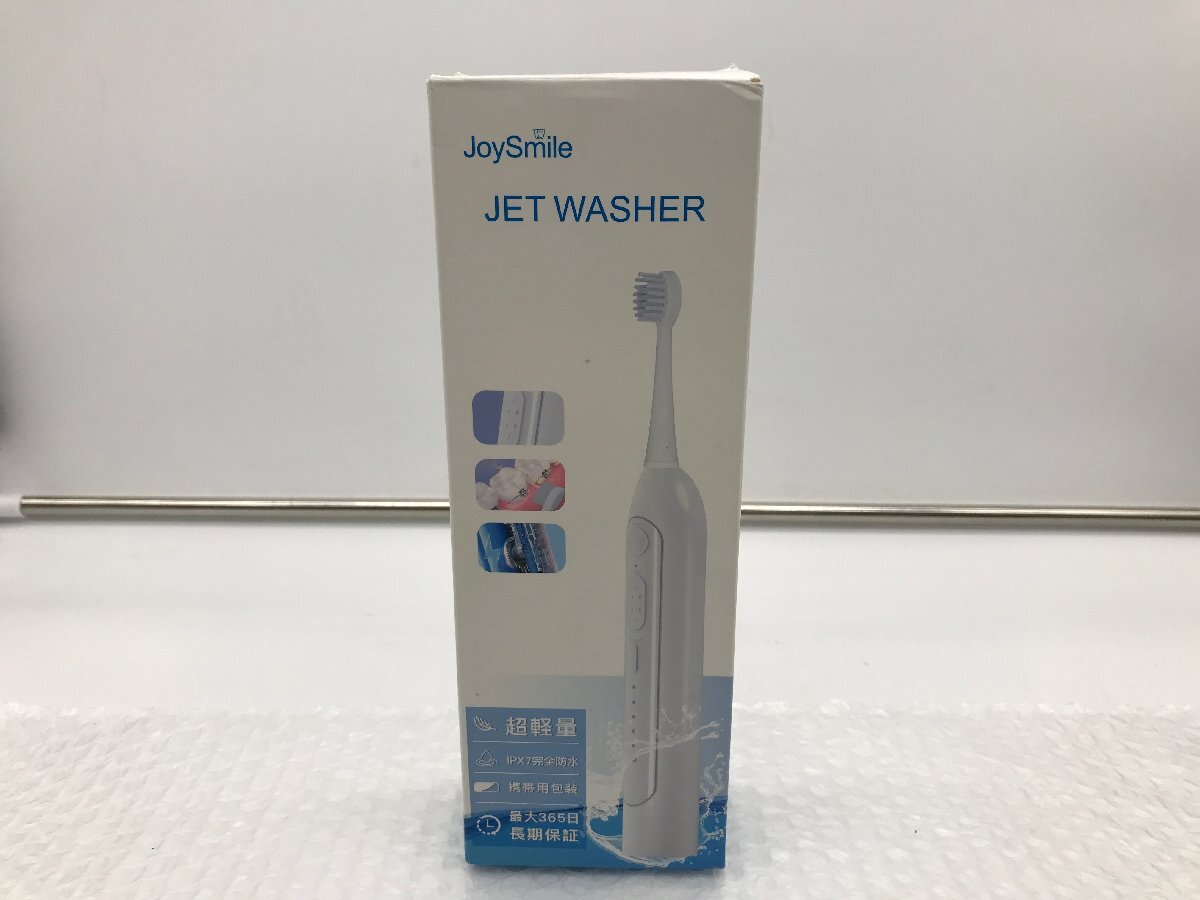 JoySmile
JET WASHER
超軽量
IPX7完全防水
携帯用包装
最大365日
長期保証